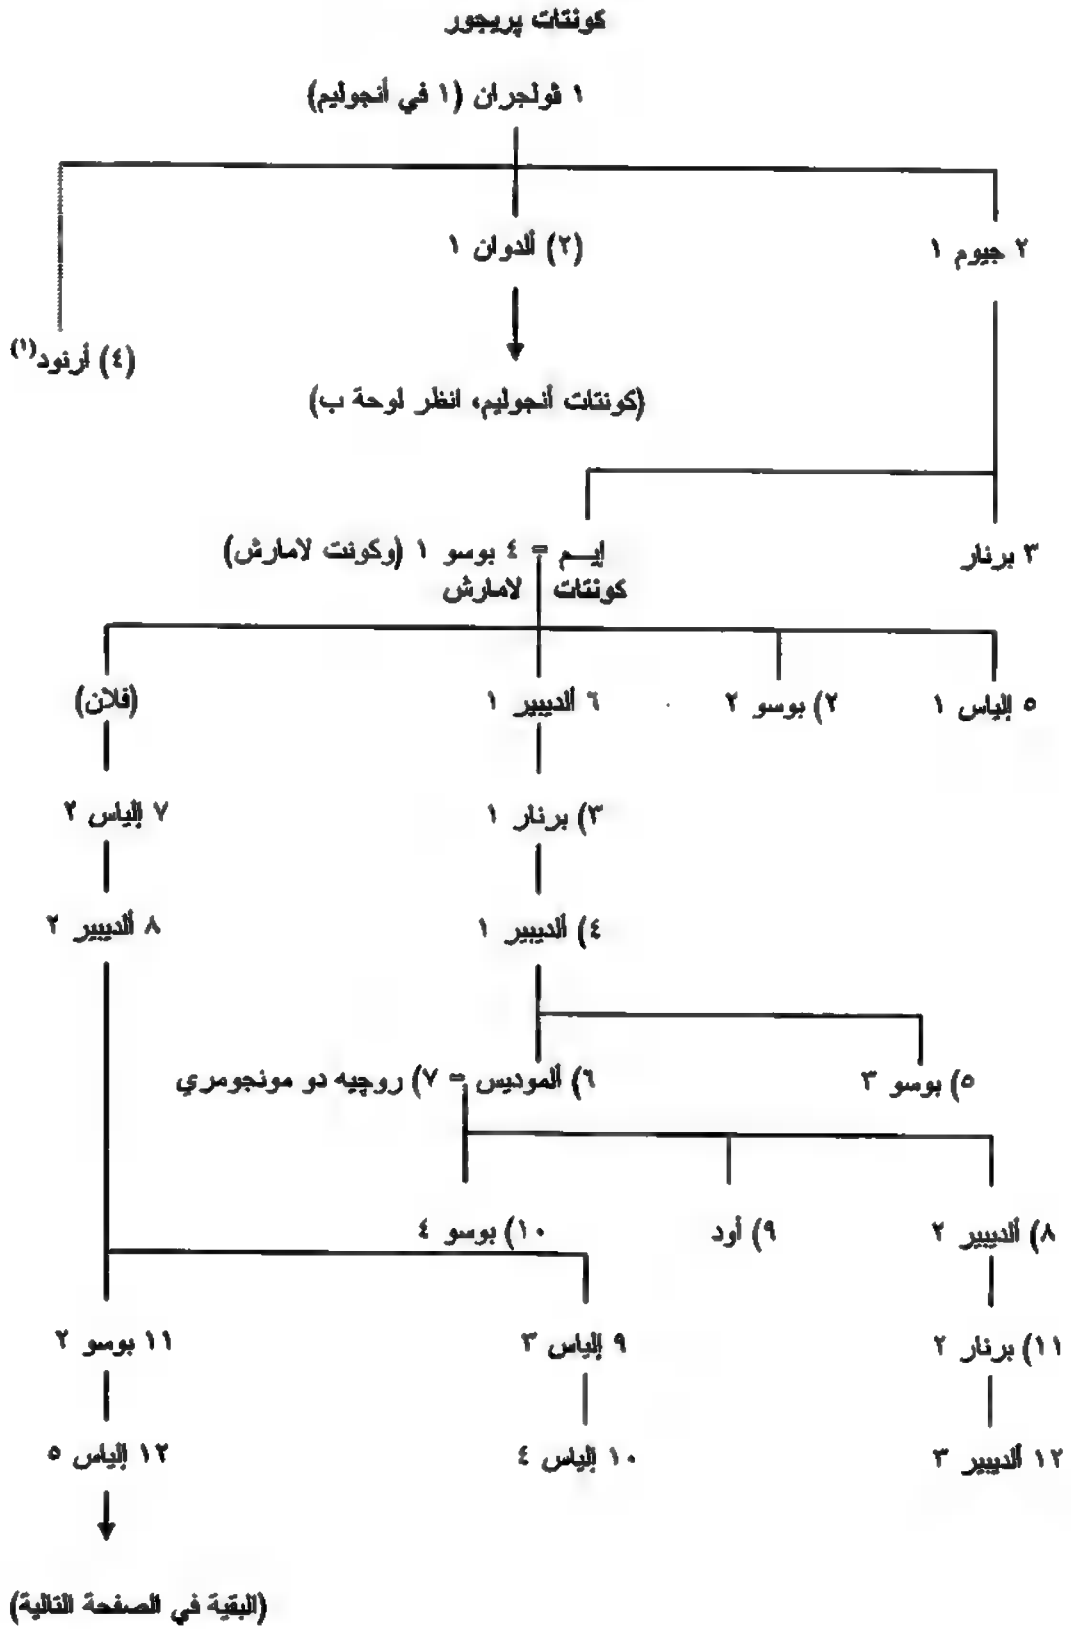 كونتات پريجور
١ ڤولجران (١ في أنجوليم)
٢ جيوم ١
(٢) ألدوان ١
(٤) أرنود(١)
(كونتات أنجوليم، انظر لوحة ب)
٣ برنار
إيـم = ٤ بوسو ١ (وكونت لامارش)
كونتات لامارش
٥ إلياس ١
٢) بوسو ٢
٦ ألديبير ١
(فلان)
٣) برنار ١
٧ إلياس ٢
٤) ألديبير ١
٨ ألديبير ٢
٥) بوسو ٣
٦) ألموديس = ٧) روچيه دو مونجومري
٨) ألديبير ٢
٩) أود
١٠) بوسو ٤
١١) برنار ٢
٩ إلياس ٣
١١ بوسو ٢
١٢ ألديبير ٣
١٠ إلياس ٤
١٢ إلياس ٥
(البقية في الصفحة التالية)